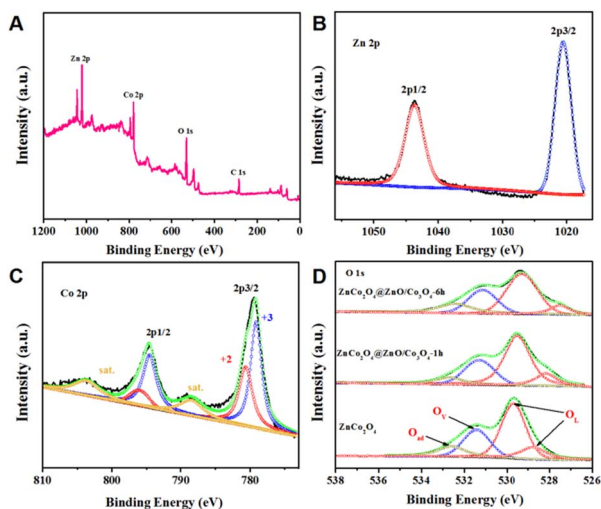 A
Zn 2p
Co 2p
O 1s
C 1s
Intensity (a.u.)
1200 1000 800 600 400 200 0
Binding Energy (eV)
B
Zn 2p
2p3/2
2p1/2
Intensity (a.u.)
1050 1040 1030 1020
Binding Energy (eV)
C
Co 2p
2p3/2
2p1/2
+3
+2
sat.
sat.
Intensity (a.u.)
810 800 790 780
Binding Energy (eV)
D
O 1s
ZnCo₂O₄@ZnO/Co₃O₄-6h
ZnCo₂O₄@ZnO/Co₃O₄-1h
ZnCo₂O₄
O_V
O_L
O_ad
Intensity (a.u.)
538 536 534 532 530 528 526
Binding Energy (eV)